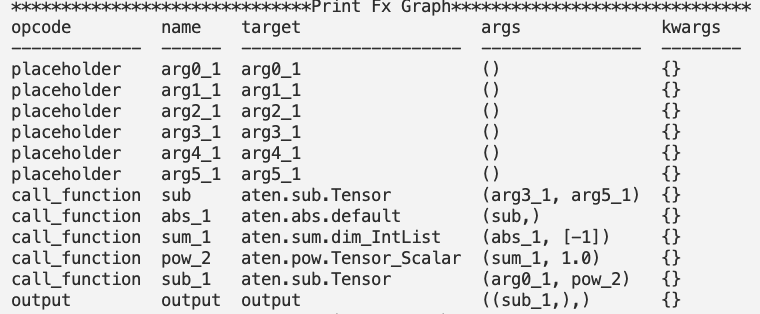 ******************************Print Fx Graph******************************
opcode         name    target                  args              kwargs
-------------  ------  ----------------------  ----------------  --------
placeholder    arg0_1  arg0_1                  ()                {}
placeholder    arg1_1  arg1_1                  ()                {}
placeholder    arg2_1  arg2_1                  ()                {}
placeholder    arg3_1  arg3_1                  ()                {}
placeholder    arg4_1  arg4_1                  ()                {}
placeholder    arg5_1  arg5_1                  ()                {}
call_function  sub     aten.sub.Tensor         (arg3_1, arg5_1)  {}
call_function  abs_1   aten.abs.default        (sub,)            {}
call_function  sum_1   aten.sum.dim_IntList    (abs_1, [-1])     {}
call_function  pow_2   aten.pow.Tensor_Scalar  (sum_1, 1.0)      {}
call_function  sub_1   aten.sub.Tensor         (arg0_1, pow_2)   {}
output         output  output                  ((sub_1,),)       {}